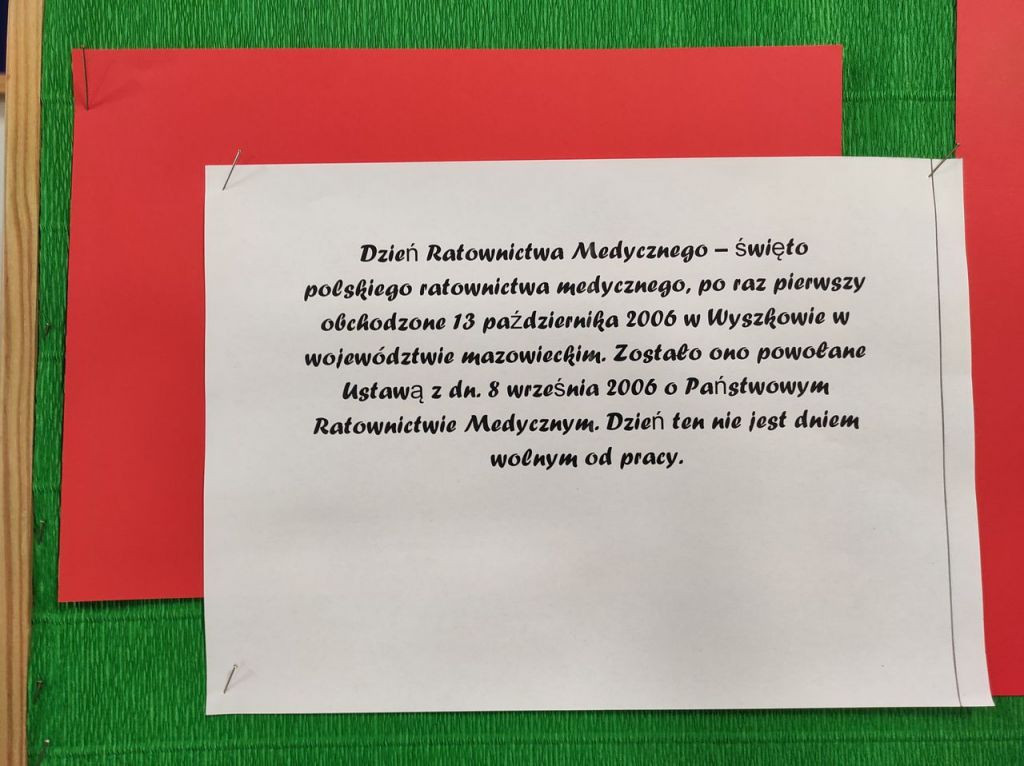 Dzień Ratownictwa Medycznego – święto
polskiego ratownictwa medycznego, po raz pierwszy
obchodzone 13 października 2006 w Wyszkowie w
województwie mazowieckim. Zostało ono powołane
Ustawą z dn. 8 września 2006 o Państwowym
Ratownictwie Medycznym. Dzień ten nie jest dniem
wolnym od pracy.